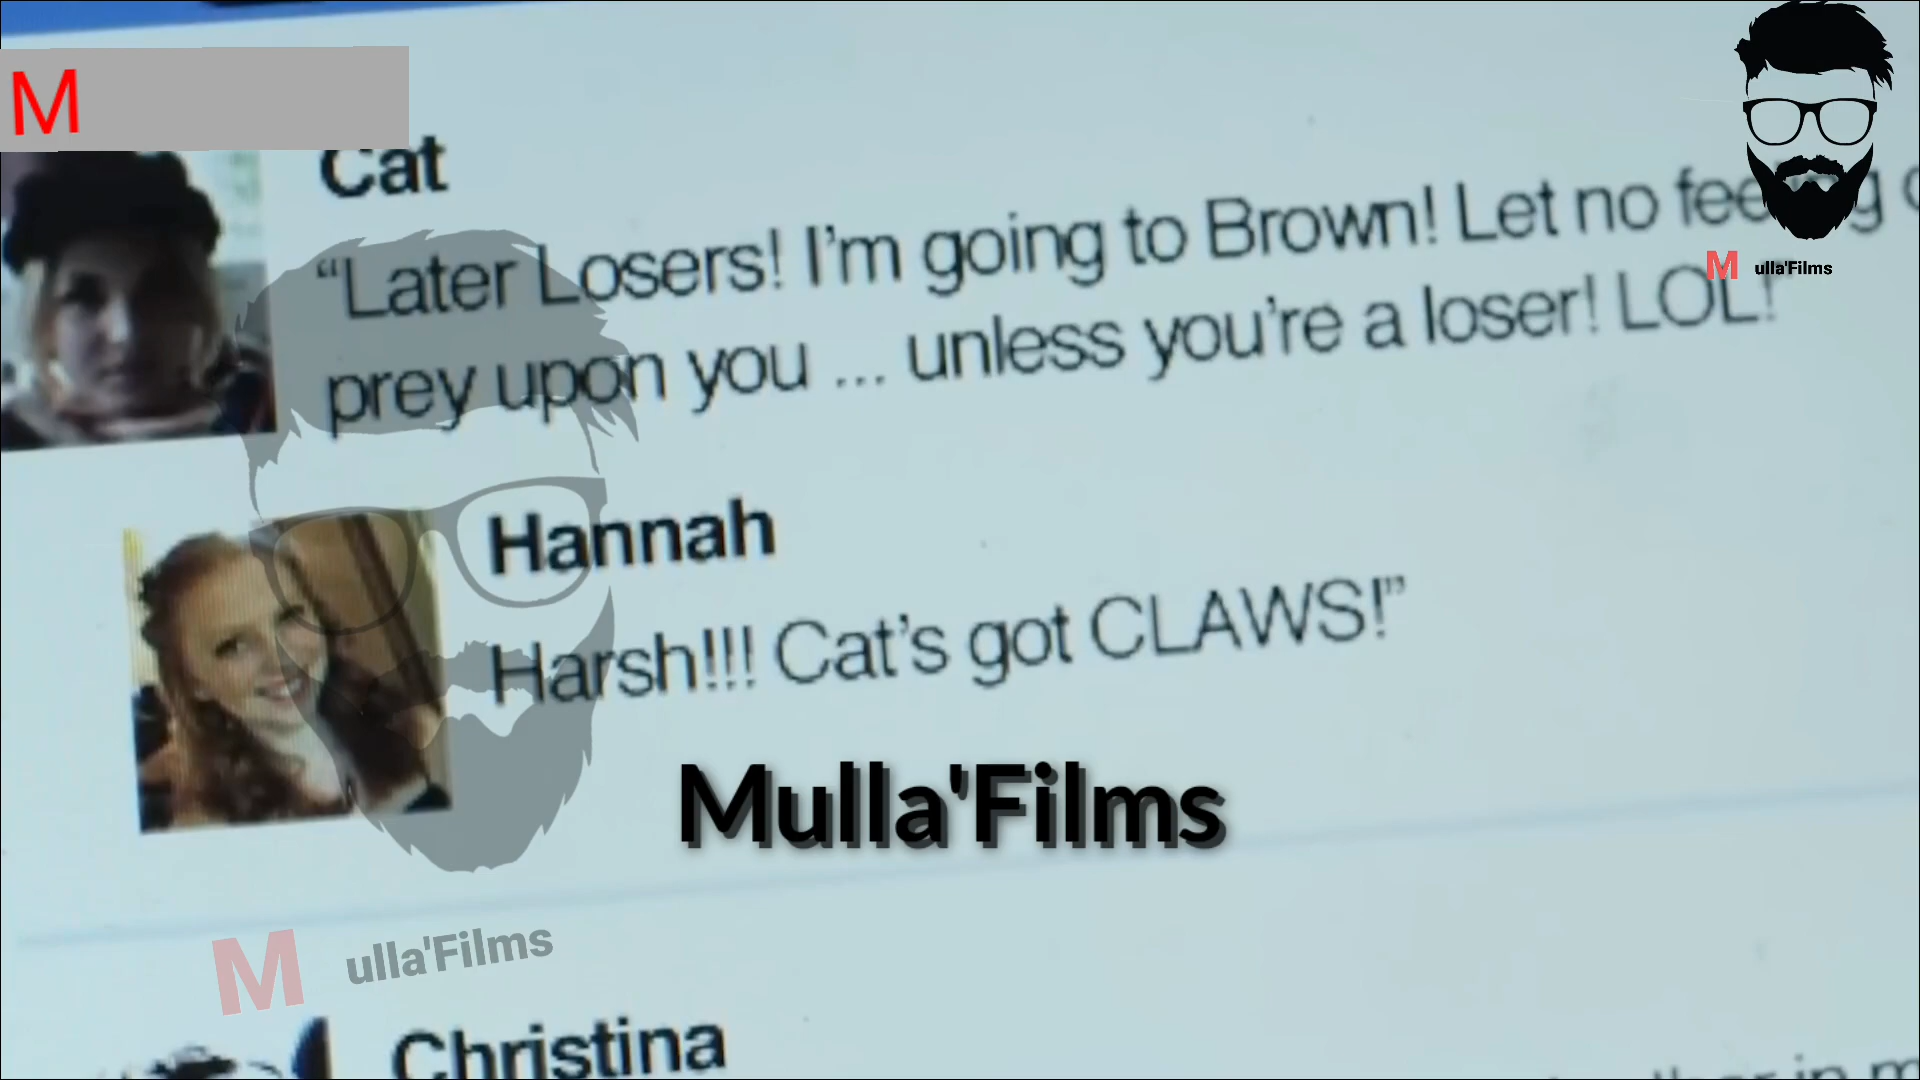 M
Cat
“Later Losers! I'm going to Brown! Let no
prey upon you ... unless you're a loser! LOL!”
Hannah
Harsh!!! Cat's got CLAWS!”
Mulla'Films
M ulla'Films
M ulla'Films
Christina
in